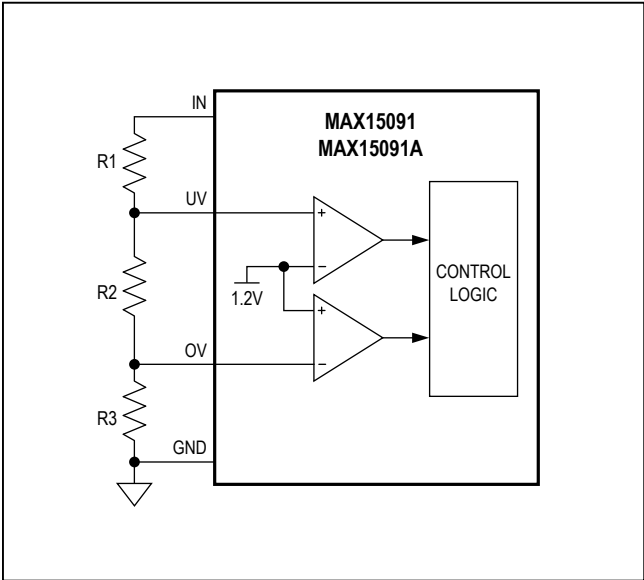 IN
MAX15091
MAX15091A
R1
UV
+
−
1.2V
CONTROL
LOGIC
R2
+
OV
−
R3
GND